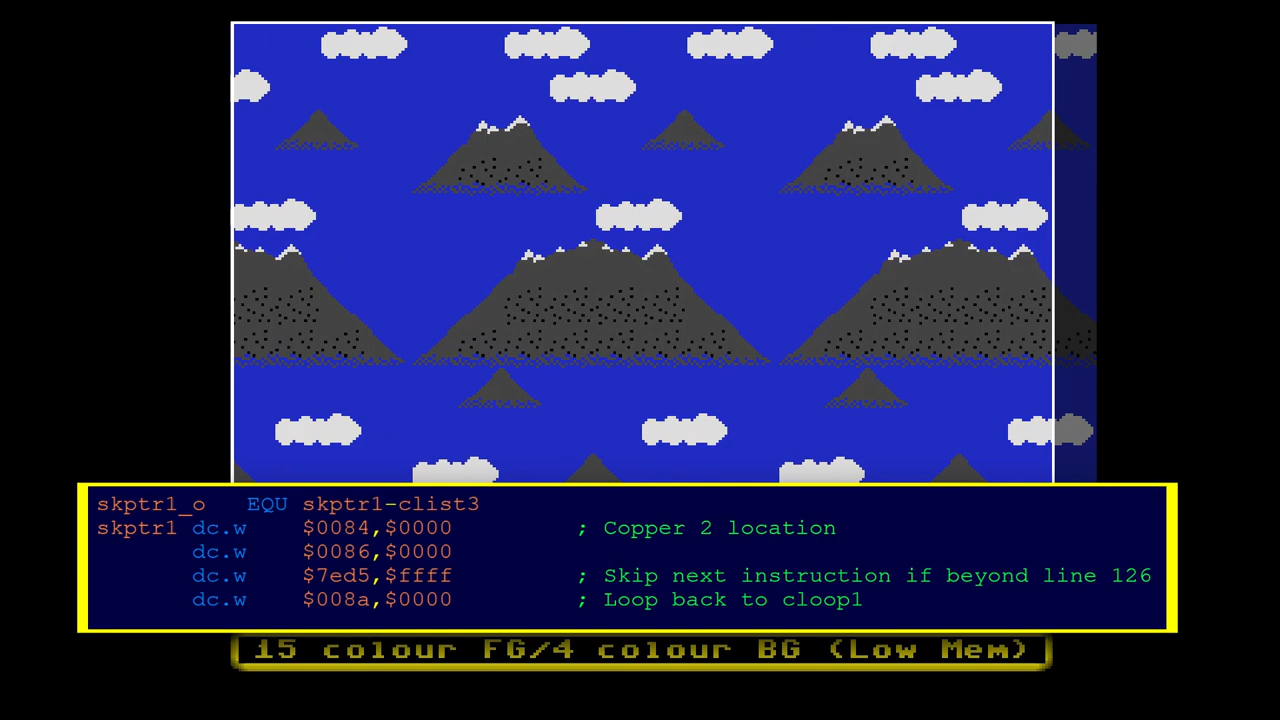 skptr1_o EQU skptr1-clist3
skptr1 dc.w $0084,$0000 ; Copper 2 location
dc.w $0086,$0000
dc.w $7ed5,$ffff ; Skip next instruction if beyond line 126
dc.w $008a,$0000 ; Loop back to cloop1
15 colour FG/4 colour BG (Low Mem)